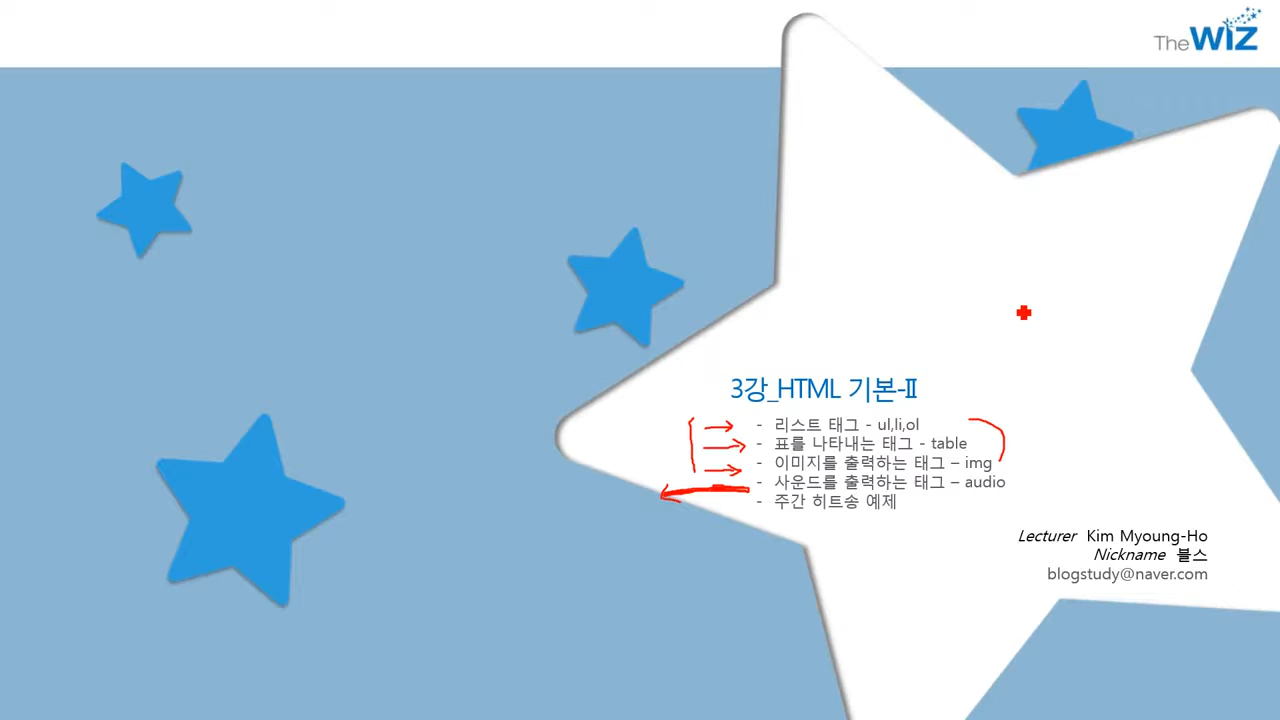 The WIZ
3강_HTML 기본-Ⅱ
- 리스트 태그 - ul,li,ol
- 표를 나타내는 태그 - table
- 이미지를 출력하는 태그 – img
- 사운드를 출력하는 태그 – audio
- 주간 히트송 예제
Lecturer Kim Myoung-Ho
Nickname 블스
blogstudy@naver.com